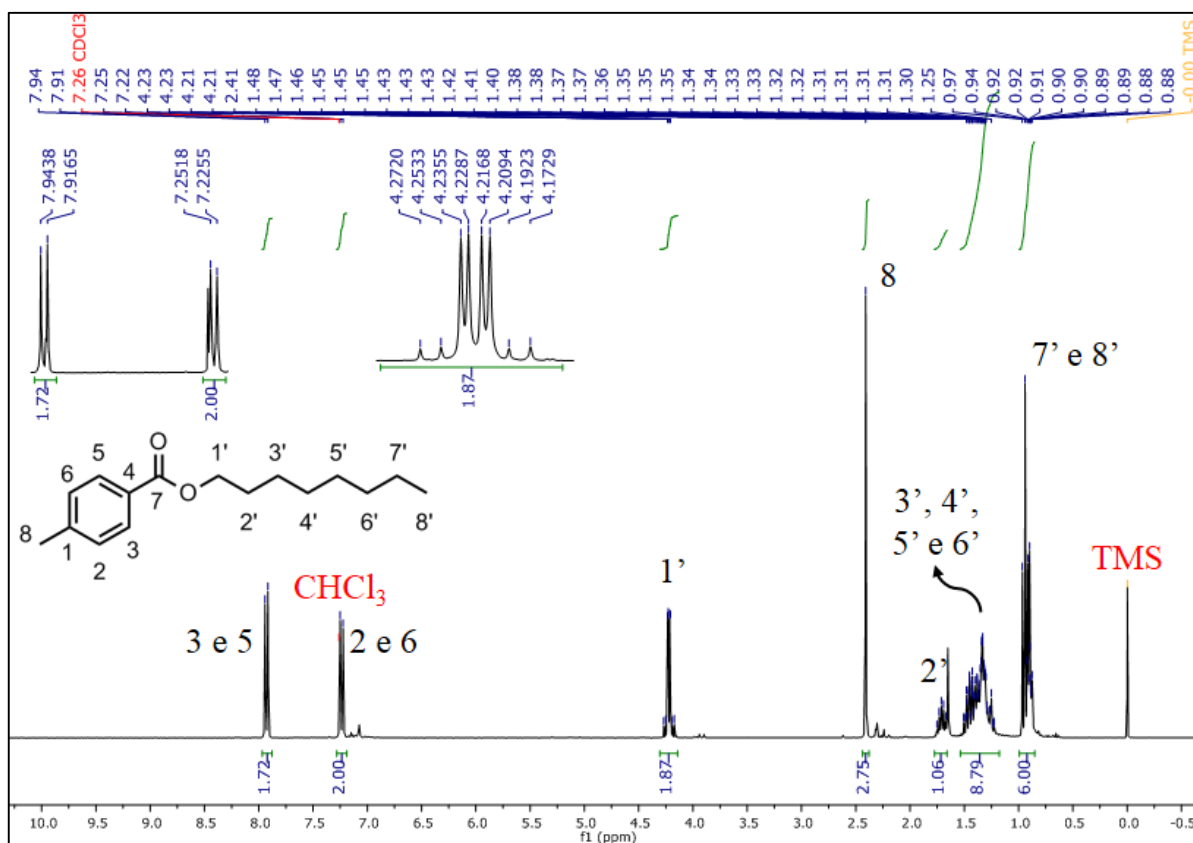 7.94 7.91 7.26 CDCl3 7.25 7.22 4.23 4.23 4.21 4.21 2.41 1.48 1.47 1.46 1.45 1.45 1.43 1.43 1.43 1.42 1.41 1.40 1.38 1.38 1.37 1.37 1.36 1.35 1.35 1.35 1.34 1.34 1.33 1.33 1.32 1.32 1.31 1.31 1.31 1.31 1.30 1.25 0.97 0.94 0.92 0.92 0.91 0.90 0.90 0.89 0.89 0.88 0.88 -0.00 TMS
7.9438 7.9165 7.2518 7.2255 4.2720 4.2533 4.2355 4.2287 4.2168 4.2094 4.1923 4.1729
8
7’ e 8’
1.72 2.00 1.87
O
5 1' 3' 5' 7'
6 4 O
7
8 2' 4' 6' 8'
1 3
2
3’, 4’,
5’ e 6’
CHCl3
1’
TMS
3 e 5
2 e 6
2’
1.72 2.00 1.87 2.75 1.06 8.79 6.00
10.0 9.5 9.0 8.5 8.0 7.5 7.0 6.5 6.0 5.5 5.0 4.5 4.0 3.5 3.0 2.5 2.0 1.5 1.0 0.5 0.0 -0.5
f1 (ppm)